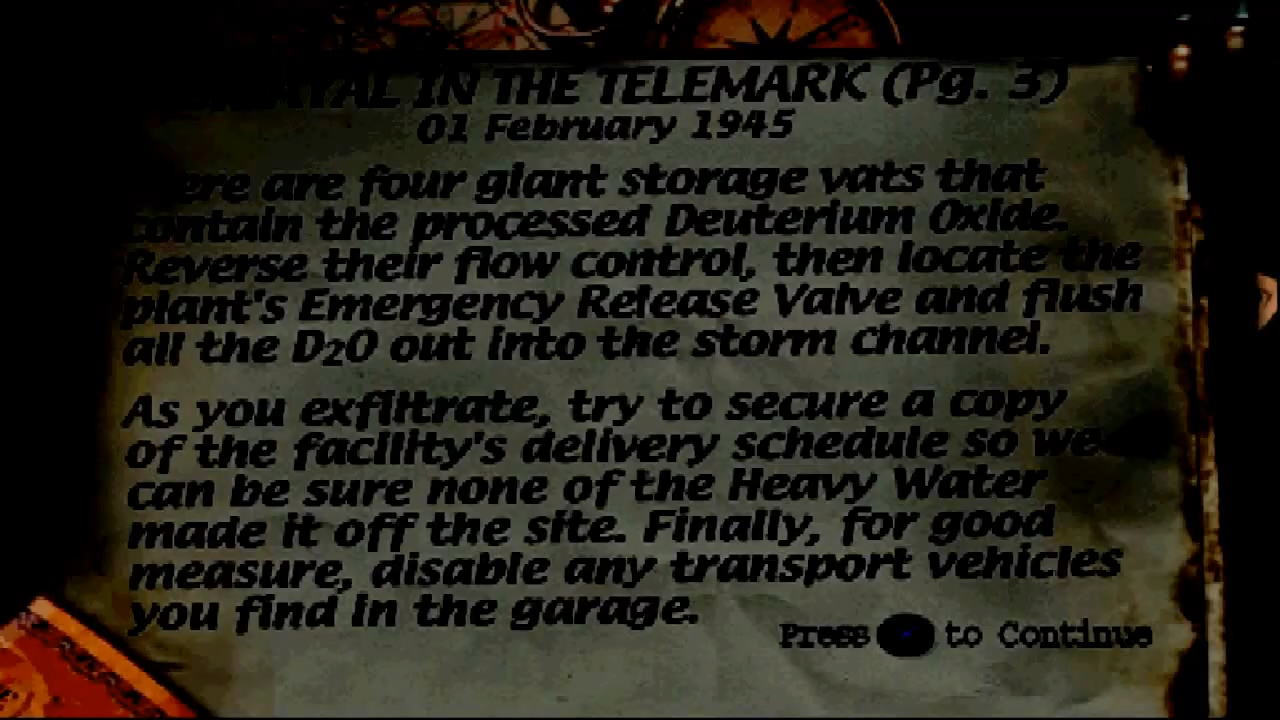 IN THE TELEMARK (Pg. 3)
01 February 1945
are four giant storage vats that
contain the processed Deuterium Oxide.
Reverse their flow control, then locate the
plant's Emergency Release Valve and flush
all the D₂O out into the storm channel.
As you exfiltrate, try to secure a copy
of the facility's delivery schedule so we
can be sure none of the Heavy Water
made it off the site. Finally, for good
measure, disable any transport vehicles
you find in the garage.
Press to Continue